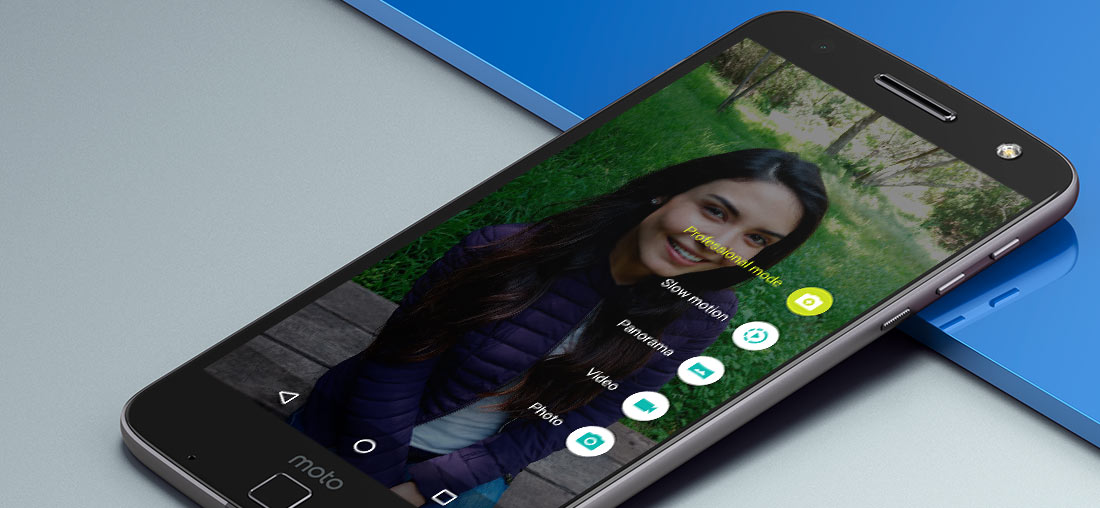 Professional mode
Slow motion
Panorama
Video
Photo
moto